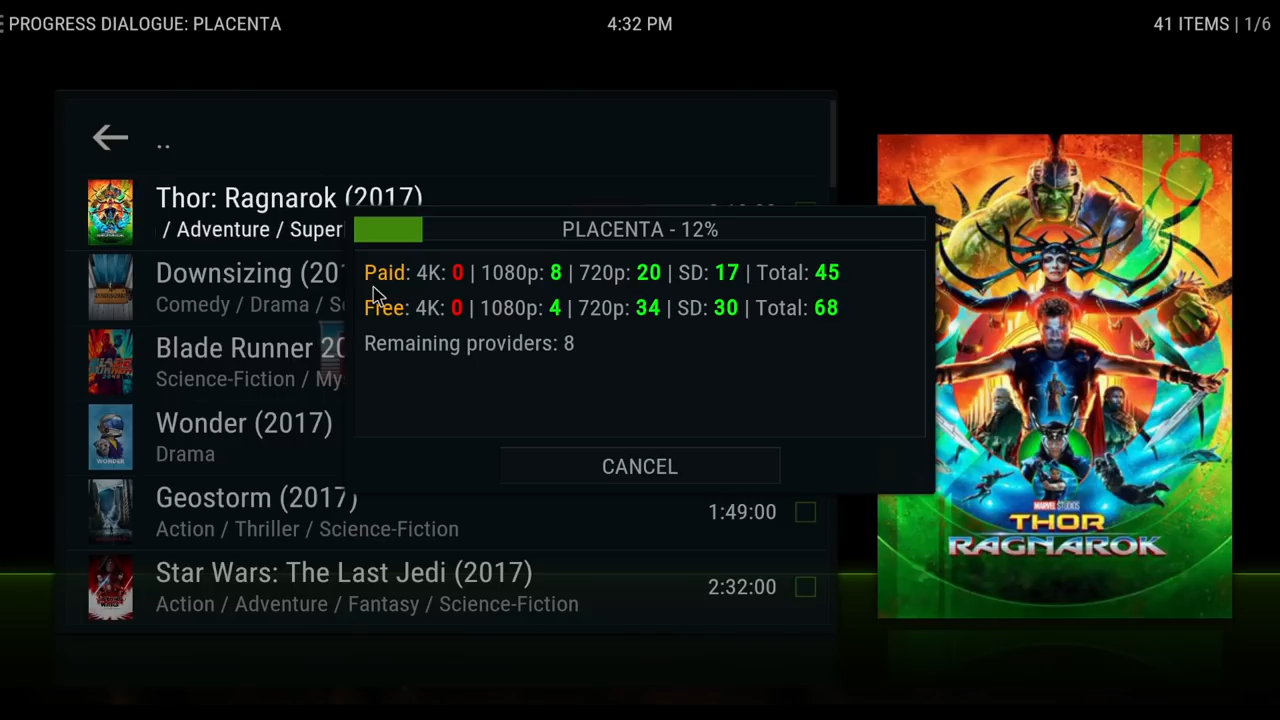 PROGRESS DIALOGUE: PLACENTA
4:32 PM
41 ITEMS | 1/6
..
Thor: Ragnarok (2017)
/ Adventure / Super
PLACENTA - 12%
Paid: 4K: 0 | 1080p: 8 | 720p: 20 | SD: 17 | Total: 45
Free: 4K: 0 | 1080p: 4 | 720p: 34 | SD: 30 | Total: 68
Remaining providers: 8
CANCEL
Downsizing (20
Comedy / Drama / Sc
Blade Runner 20
Science-Fiction / My
Wonder (2017)
Drama
Geostorm (2017)
Action / Thriller / Science-Fiction
1:49:00
Star Wars: The Last Jedi (2017)
Action / Adventure / Fantasy / Science-Fiction
2:32:00
WONDER
MARVEL STUDIOS
THOR
RAGNAROK